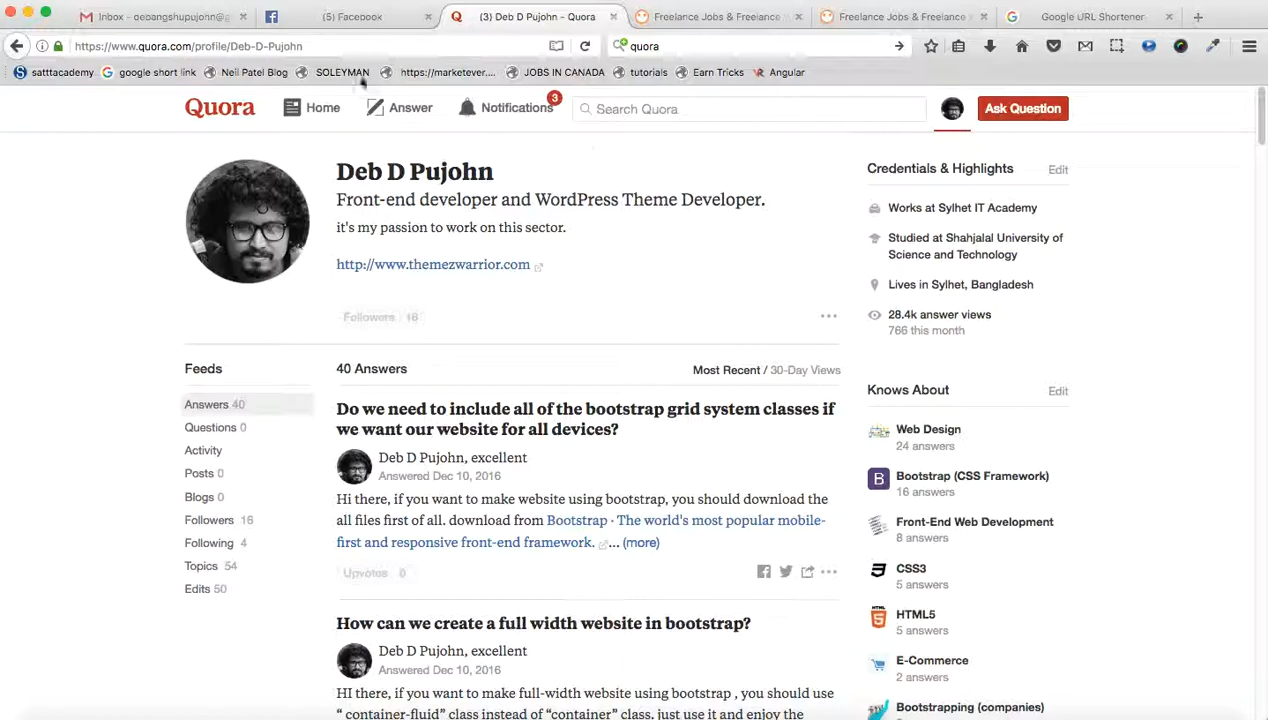 Inbox - debangshupujohn@g
(5) Facebook
(3) Deb D Pujohn - Quora
Freelance Jobs & Freelance
Freelance Jobs & Freelance
Google URL Shortener
https://www.quora.com/profile/Deb-D-Pujohn
quora
satttacademy
google short link
Neil Patel Blog
SOLEYMAN
https://marketever....
JOBS IN CANADA
tutorials
Earn Tricks
Angular
Quora
Home
Answer
Notifications
3
Search Quora
Ask Question
Deb D Pujohn
Front-end developer and WordPress Theme Developer.
it's my passion to work on this sector.
http://www.themezwarrior.com
Followers 16
Credentials & Highlights
Edit
Works at Sylhet IT Academy
Studied at Shahjalal University of
Science and Technology
Lives in Sylhet, Bangladesh
28.4k answer views
766 this month
Feeds
Answers 40
Questions 0
Activity
Posts 0
Blogs 0
Followers 16
Following 4
Topics 54
Edits 50
40 Answers
Most Recent / 30-Day Views
Do we need to include all of the bootstrap grid system classes if
we want our website for all devices?
Deb D Pujohn, excellent
Answered Dec 10, 2016
Hi there, if you want to make website using bootstrap, you should download the
all files first of all. download from Bootstrap · The world's most popular mobile-
first and responsive front-end framework. ... (more)
Upvotes 0
How can we create a full width website in bootstrap?
Deb D Pujohn, excellent
Answered Dec 10, 2016
HI there, if you want to make full-width website using bootstrap , you should use
“ container-fluid” class instead of “container” class. just use it and enjoy the
Knows About
Edit
Web Design
24 answers
Bootstrap (CSS Framework)
16 answers
Front-End Web Development
8 answers
CSS3
5 answers
HTML5
5 answers
E-Commerce
2 answers
Bootstrapping (companies)